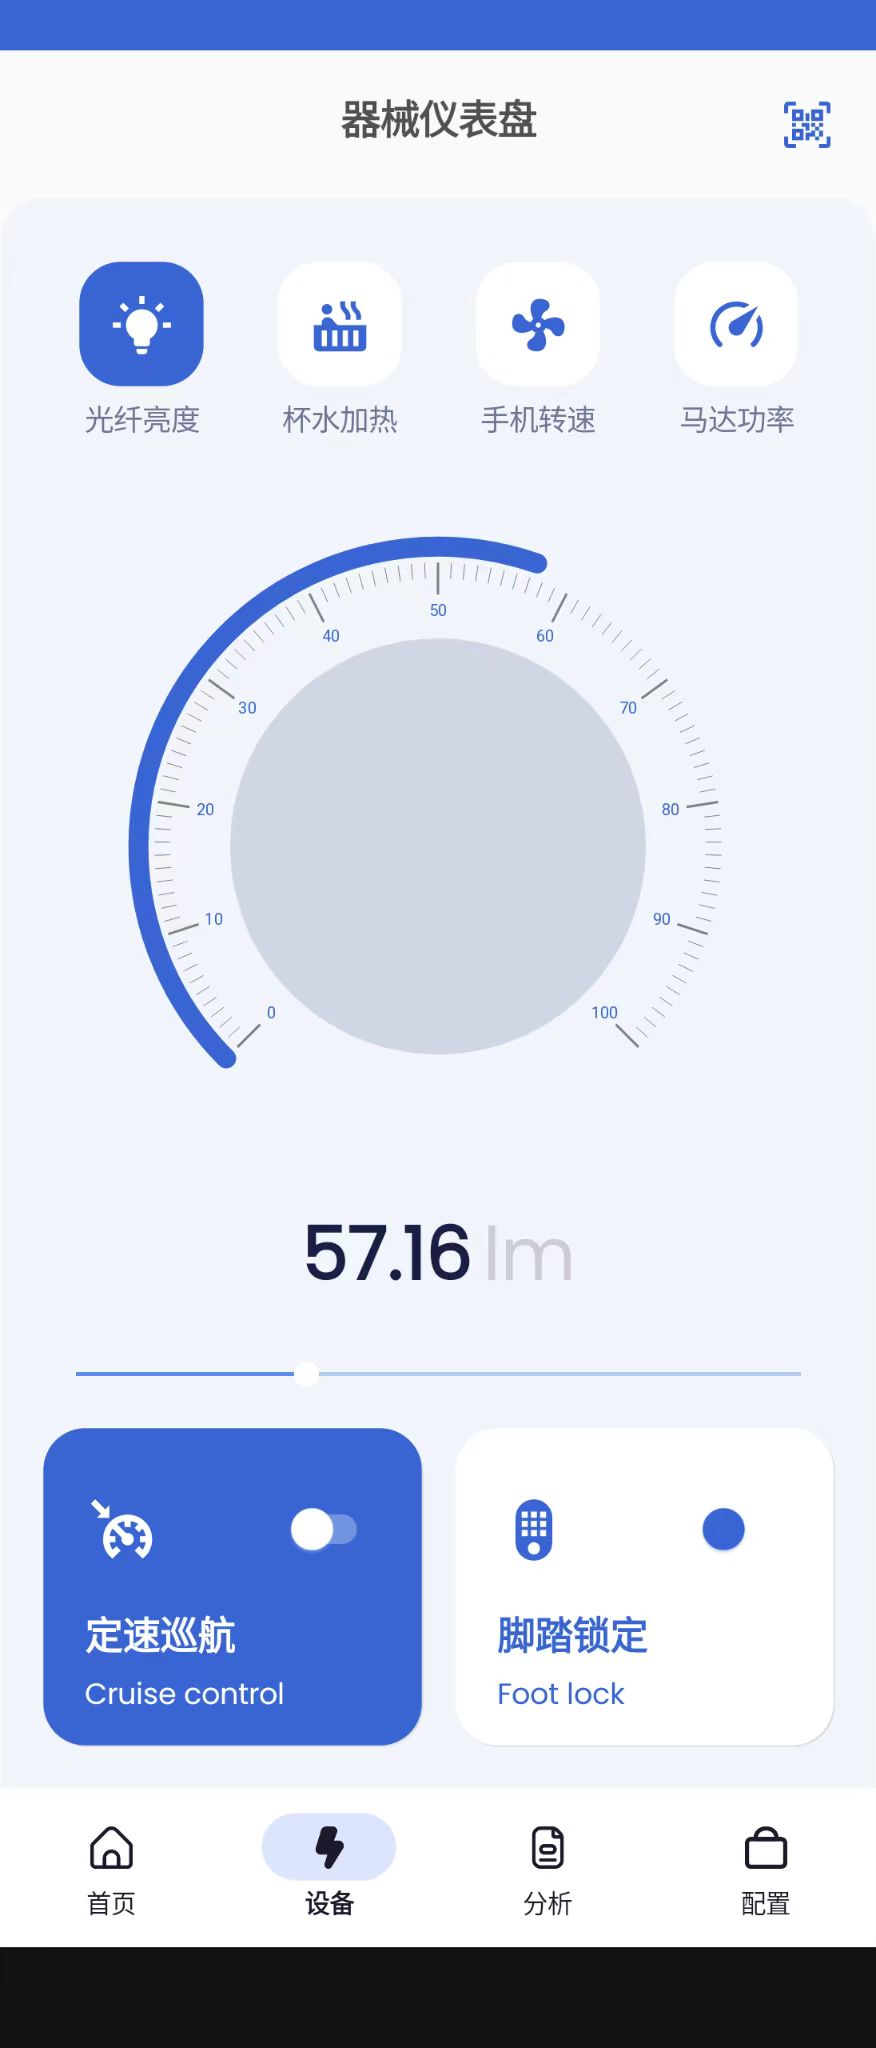 器械仪表盘
光纤亮度 杯水加热 手机转速 马达功率
50
40 60
30 70
20 80
10 90
0 100
57.16 lm
定速巡航 脚踏锁定
Cruise control Foot lock
首页 设备 分析 配置